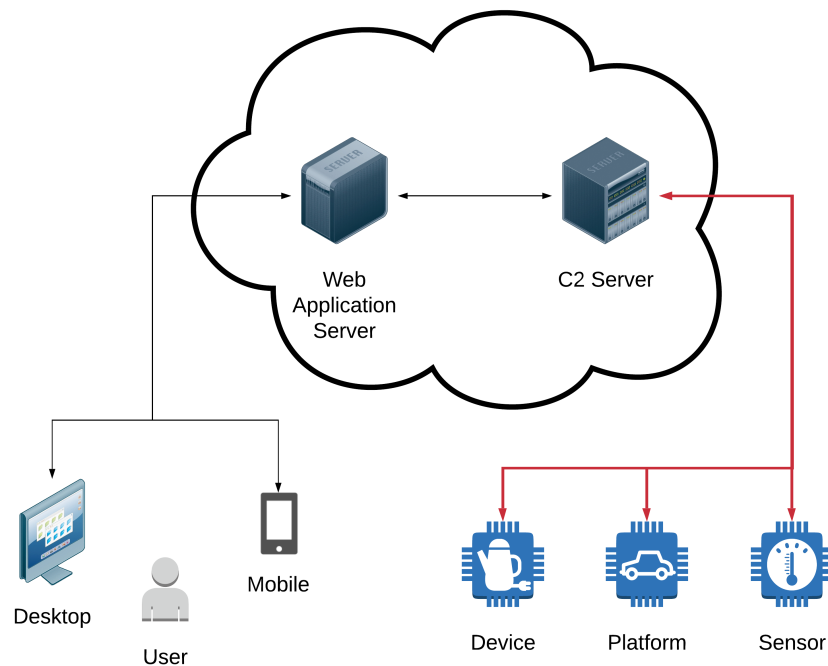 SERVER
SERVER
Web
Application
Server
C2 Server
Desktop
User
Mobile
Device
Platform
Sensor